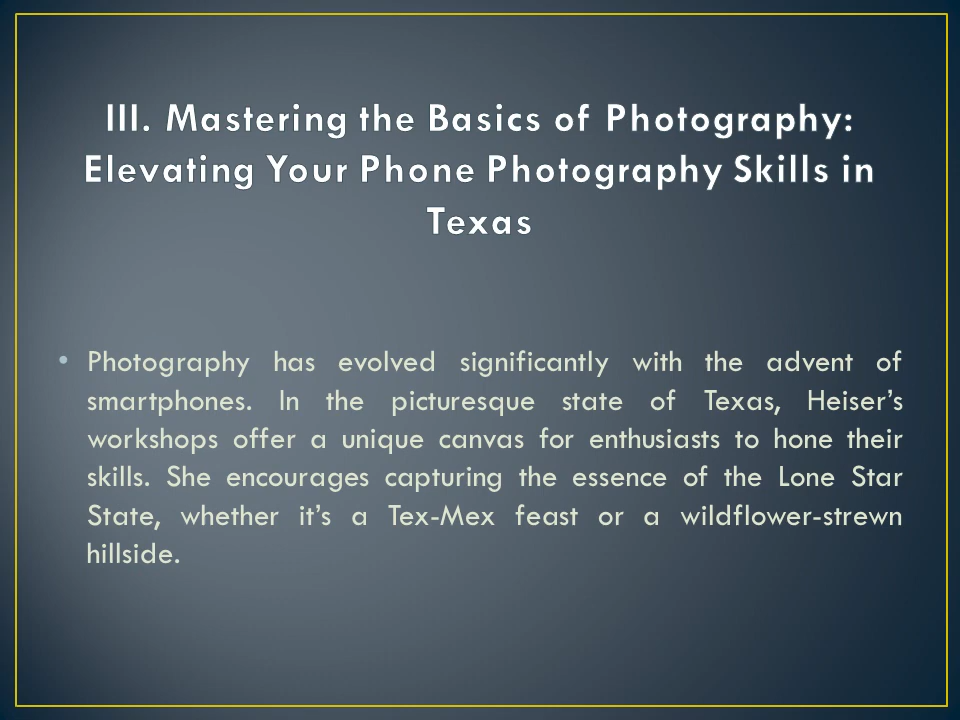 III. Mastering the Basics of Photography:
Elevating Your Phone Photography Skills in
Texas
• Photography has evolved significantly with the advent of
smartphones. In the picturesque state of Texas, Heiser’s
workshops offer a unique canvas for enthusiasts to hone their
skills. She encourages capturing the essence of the Lone Star
State, whether it’s a Tex-Mex feast or a wildflower-strewn
hillside.